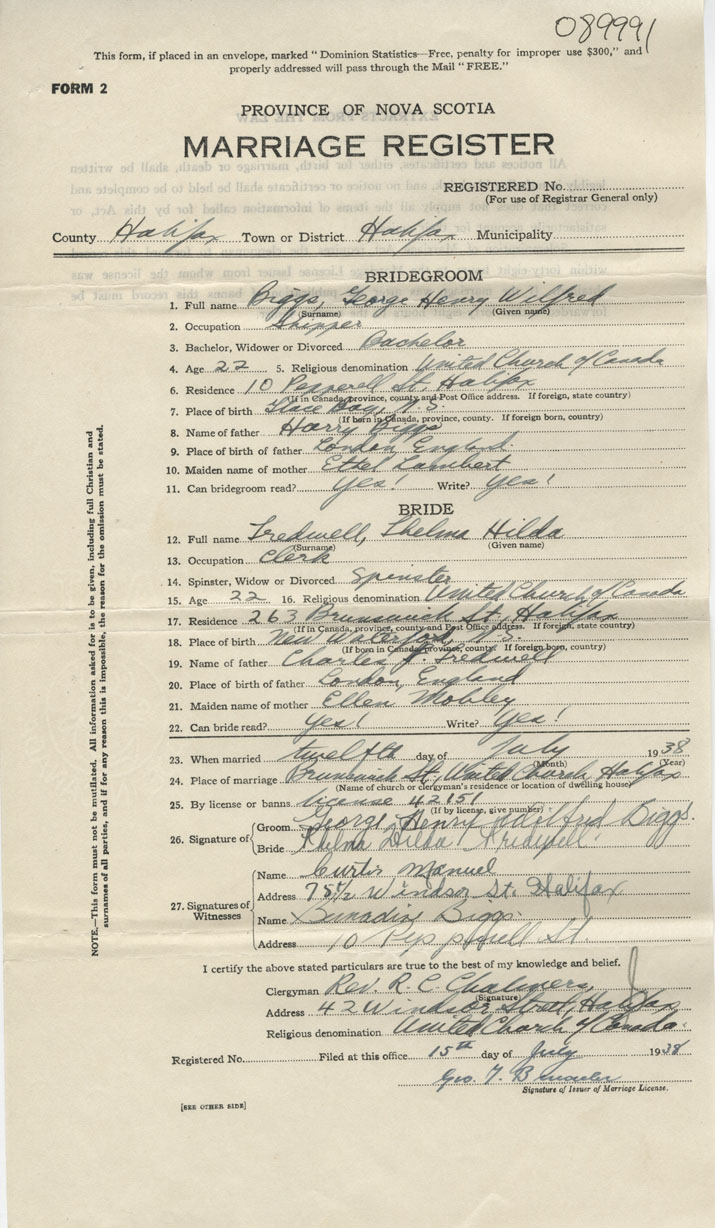 089991
This form, if placed in an envelope, marked " Dominion Statistics—Free, penalty for improper use $300," and
properly addressed will pass through the Mail " FREE."
FORM 2
PROVINCE OF NOVA SCOTIA
MARRIAGE REGISTER
REGISTERED No.
(For use of Registrar General only)
County Halifax Town or District Halifax Municipality
BRIDEGROOM
1. Full name Biggs, George Henry Wilfred
(Surname) (Given name)
2. Occupation Shipper
3. Bachelor, Widower or Divorced Bachelor
4. Age 22 5. Religious denomination United Church of Canada
6. Residence 10 Pepperell St. Halifax
(If in Canada, province, county and Post Office address. If foreign, state country)
7. Place of birth Glace Bay, N.S.
(If born in Canada, province, county. If foreign born, country)
8. Name of father Harry Biggs
9. Place of birth of father London, England
10. Maiden name of mother Ethel Lambert
11. Can bridegroom read? Yes! Write? Yes!
BRIDE
12. Full name Tredwell, Thelma Hilda
(Surname) (Given name)
13. Occupation Clerk
14. Spinster, Widow or Divorced Spinster
15. Age 22 16. Religious denomination United Church of Canada
17. Residence 263 Brunswick St, Halifax
(If in Canada, province, county and Post Office address. If foreign, state country)
18. Place of birth New Waterford, N.S.
(If born in Canada, province, county. If foreign born, country)
19. Name of father Charles J. Tredwell
20. Place of birth of father London, England
21. Maiden name of mother Ellen Mobley
22. Can bride read? Yes! Write? Yes!
23. When married twelfth day of July 1938
(Month) (Year)
24. Place of marriage Brunswick St. United Church, Halifax
(Name of church or clergyman's residence or location of dwelling house)
25. By license or banns license 42151
(If by license, give number)
26. Signature of Groom George Henry Wilfred Biggs.
Bride Thelma Hilda Tredwell.
27. Signatures of Witnesses
Name Curtis Manuel
Address 75½ Windsor St. Halifax
Name Biggs.
Address 10 St.
I certify the above stated particulars are true to the best of my knowledge and belief.
Clergyman Rev. R. C. Chalmers,
(Signature)
Address 42 Windsor Street, Halifax
Religious denomination United Church of Canada.
Registered No. Filed at this office 15th day of July 1938
Geo. T.
Signature of Issuer of Marriage License.
[SEE OTHER SIDE]
NOTE.—This form must not be mutilated. All information asked for is to be given, including full Christian and
surnames of all parties, and if for any reason this is impossible, the reason for the omission must be stated.